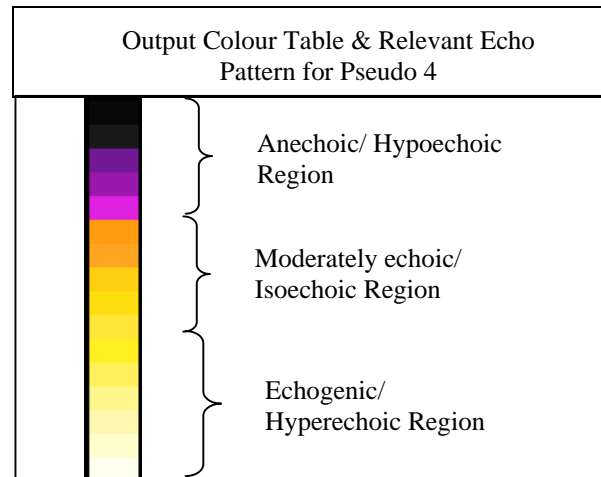 Output Colour Table & Relevant Echo
Pattern for Pseudo 4
Anechoic/ Hypoechoic
Region
Moderately echoic/
Isoechoic Region
Echogenic/
Hyperechoic Region